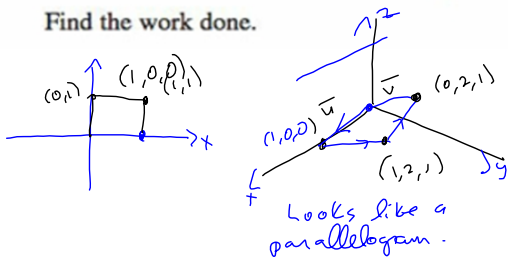 Find the work done.
z
(1,0,0)
(0,1)
(1,1)
v
(0,2,1)
u
(1,0,0)
x
(1,2,1)
y
x
Looks like a
parallelogram.